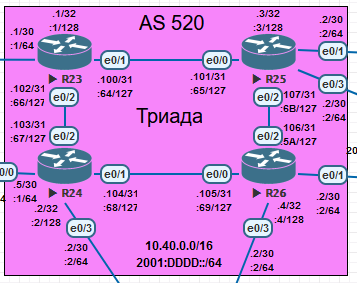 AS 520
.1/32
:1/128
.3/32
:3/128
.1/30
:1/64
.2/30
:2/64
e0/1
R23
e0/1
.100/31
:64/127
.101/31
:65/127
e0/0
R25
e0/3
.102/31
:66/127
e0/2
e0/2
107/31
:6B/127
.2/30
:2/64
Триада
.103/31
:67/127
e0/2
e0/2
.106/31
:5A/127
e0/0
R24
e0/1
e0/0
R26
e0/1
.5/30
:1/64
.104/31
:68/127
.105/31
:69/127
.2/30
:2/64
.2/32
:2/128
.4/32
:4/128
e0/3
e0/3
.2/30
:2/64
10.40.0.0/16
2001:DDDD::/64
.2/30
:2/64